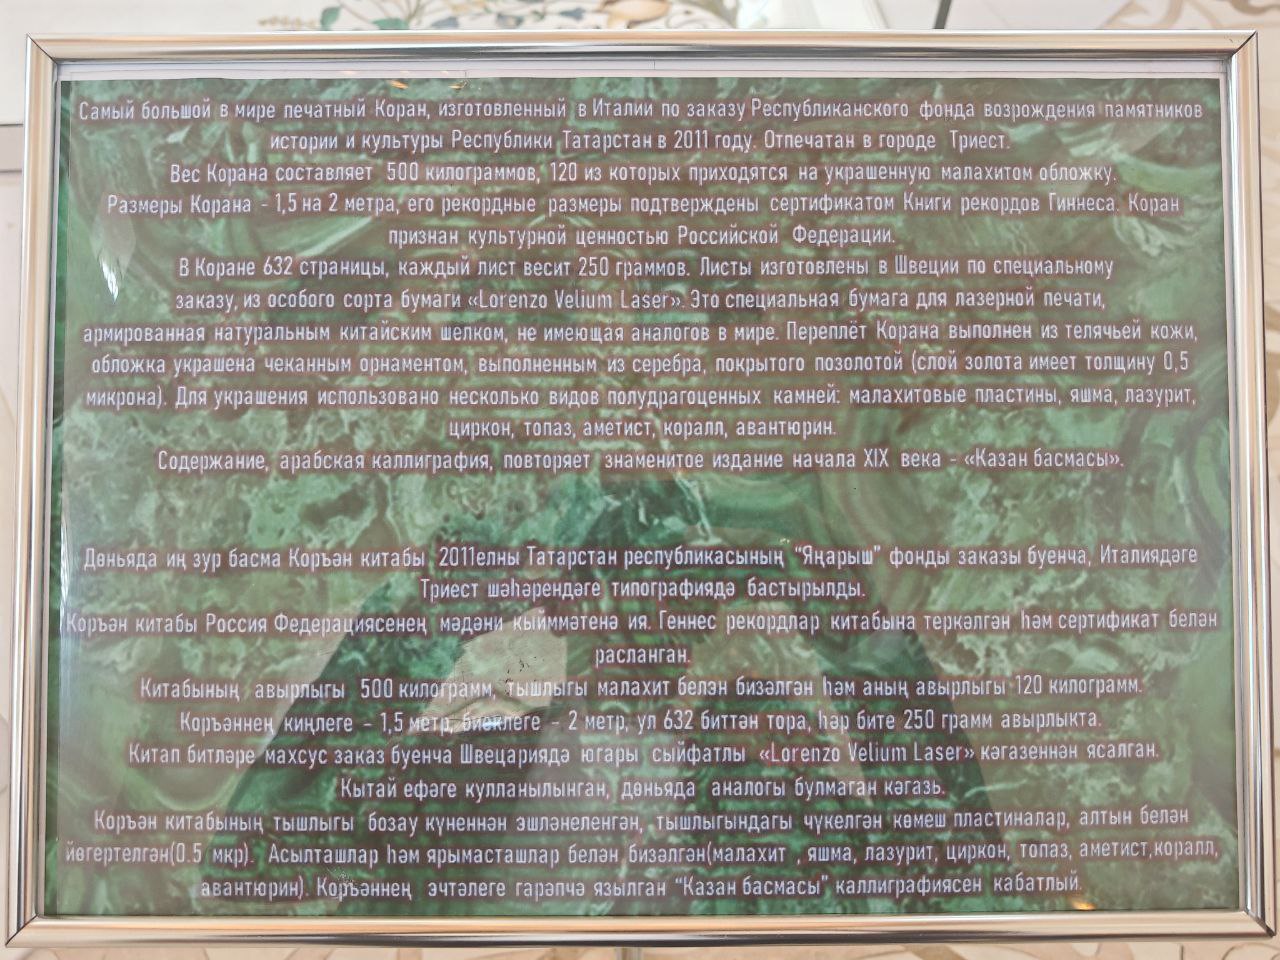 Самый большой в мире печатный Коран, изготовленный в Италии по заказу Республиканского фонда возрождения памятников
истории и культуры Республики Татарстан в 2011 году. Отпечатан в городе Триест.
Вес Корана составляет 500 килограммов, 120 из которых приходятся на украшенную малахитом обложку.
Размеры Корана - 1,5 на 2 метра, его рекордные размеры подтверждены сертификатом Книги рекордов Гиннеса. Коран
признан культурной ценностью Российской Федерации.
В Коране 632 страницы, каждый лист весит 250 граммов. Листы изготовлены в Швеции по специальному
заказу, из особого сорта бумаги «Lorenzo Velium Laser». Это специальная бумага для лазерной печати,
армированная натуральным китайским шелком, не имеющая аналогов в мире. Переплёт Корана выполнен из телячьей кожи,
обложка украшена чеканным орнаментом, выполненным из серебра, покрытого позолотой (слой золота имеет толщину 0,5
микрона). Для украшения использовано несколько видов полудрагоценных камней: малахитовые пластины, яшма, лазурит,
циркон, топаз, аметист, коралл, авантюрин.
Содержание, арабская каллиграфия, повторяет знаменитое издание начала XIX века - «Казан басмасы».
Дөньяда иң зур басма Коръән китабы 2011елны Татарстан республикасының "Яңарыш" фонды заказы буенча, Италиядәге
Триест шәһәрендәге типографиядә бастырылды.
Коръән китабы Россия Федерациясенең мәдәни кыйммәтенә ия. Геннес рекордлар китабына теркәлгән һәм сертификат белән
расланган.
Китабының авырлыгы 500 килограмм, тышлыгы малахит белэн бизәлгән һәм аның авырлыгы 120 килограмм.
Коръәннең киңлеге - 1,5 метр, биеклеге - 2 метр, ул 632 биттән тора, һәр бите 250 грамм авырлыкта.
Китап битләре махсус заказ буенча Швецариядә югары сыйфатлы «Lorenzo Velium Laser» кәгазеннән ясалган.
Кытай ефәге кулланылынган, дөньяда аналогы булмаган кәгазь.
Коръән китабының тышлыгы бозау күненнән эшләнеленгән, тышлыгындагы чүкелгән көмеш пластиналар, алтын белән
йөгертелгән(0.5 мкр). Асылташлар һәм ярымасташлар белән бизәлгән(малахит , яшма, лазурит, циркон, топаз, аметист,коралл,
авантюрин). Коръәннең эчтәлеге гарәпчә язылган "Казан басмасы" каллиграфиясен кабатлый.